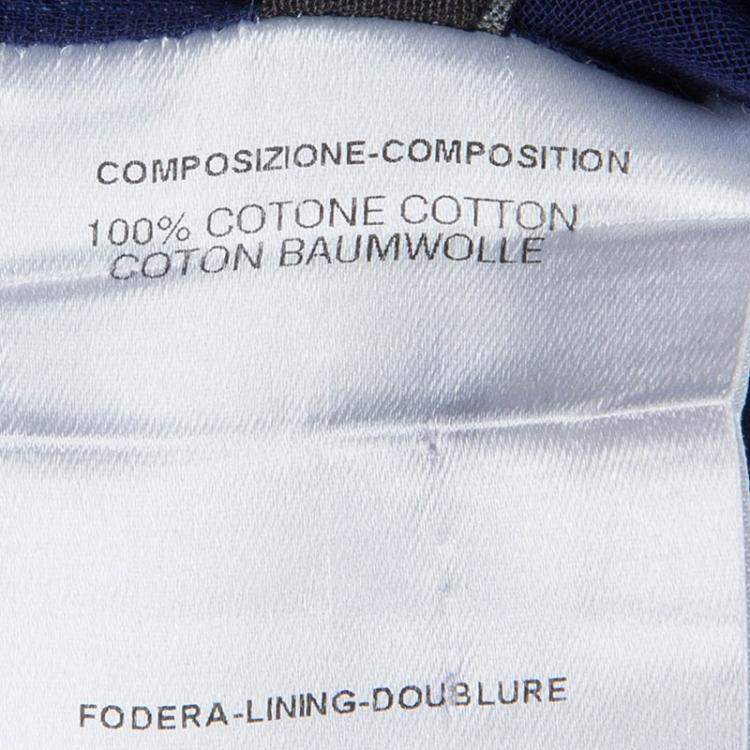 COMPOSIZIONE-COMPOSITION
100% COTONE COTTON
COTON BAUMWOLLE
FODERA-LINING-DOUBLURE